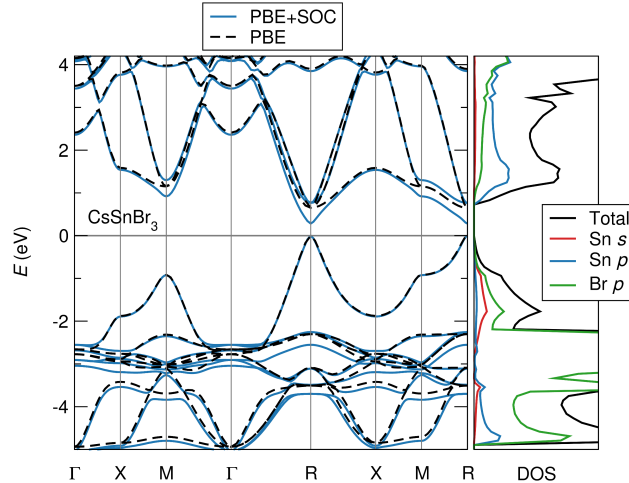 PBE+SOC
PBE
4
2
0
-2
-4
E (eV)
CsSnBr3
Γ X M Γ R X M R
DOS
Total
Sn s
Sn p
Br p